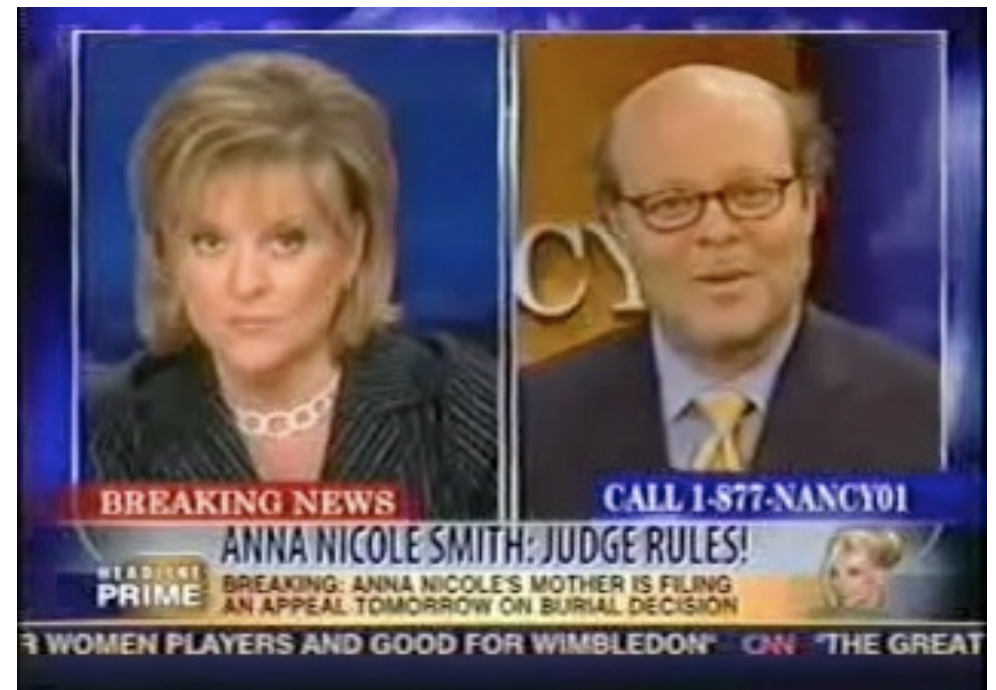 CY
BREAKING NEWS
CALL 1-877-NANCY01
ANNA NICOLE SMITH: JUDGE RULES!
HEADLINE
PRIME
BREAKING: ANNA NICOLE'S MOTHER IS FILING
AN APPEAL TOMORROW ON BURIAL DECISION
R WOMEN PLAYERS AND GOOD FOR WIMBLEDON" CNN "THE GREAT